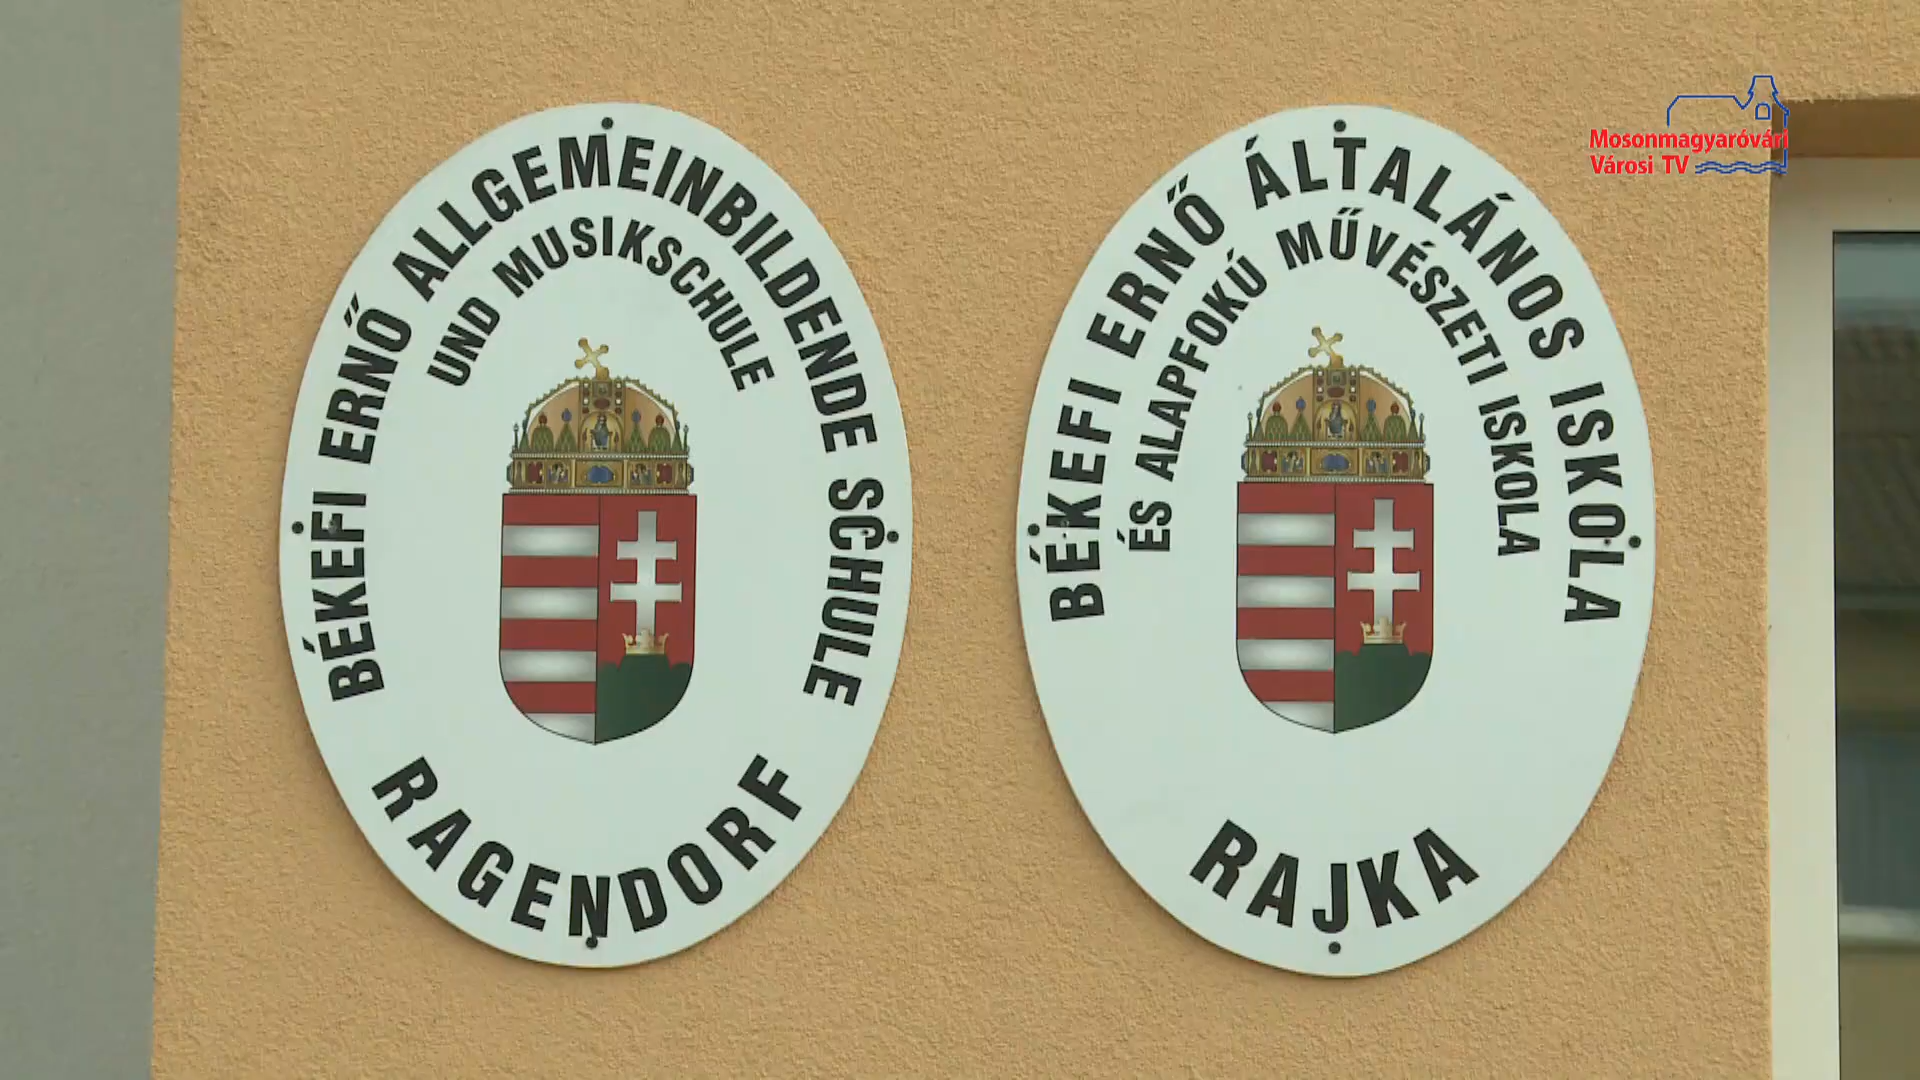 BÉKEFI ERNŐ ALLGEMEINBILDENDE SCHULE
UND MUSIKSCHULE
RAGENDORF
BÉKEFI ERNŐ ÁLTALÁNOS ISKOLA
ÉS ALAPFOKÚ MŰVÉSZETI ISKOLA
RAJKA
Mosonmagyaróvári
Városi TV